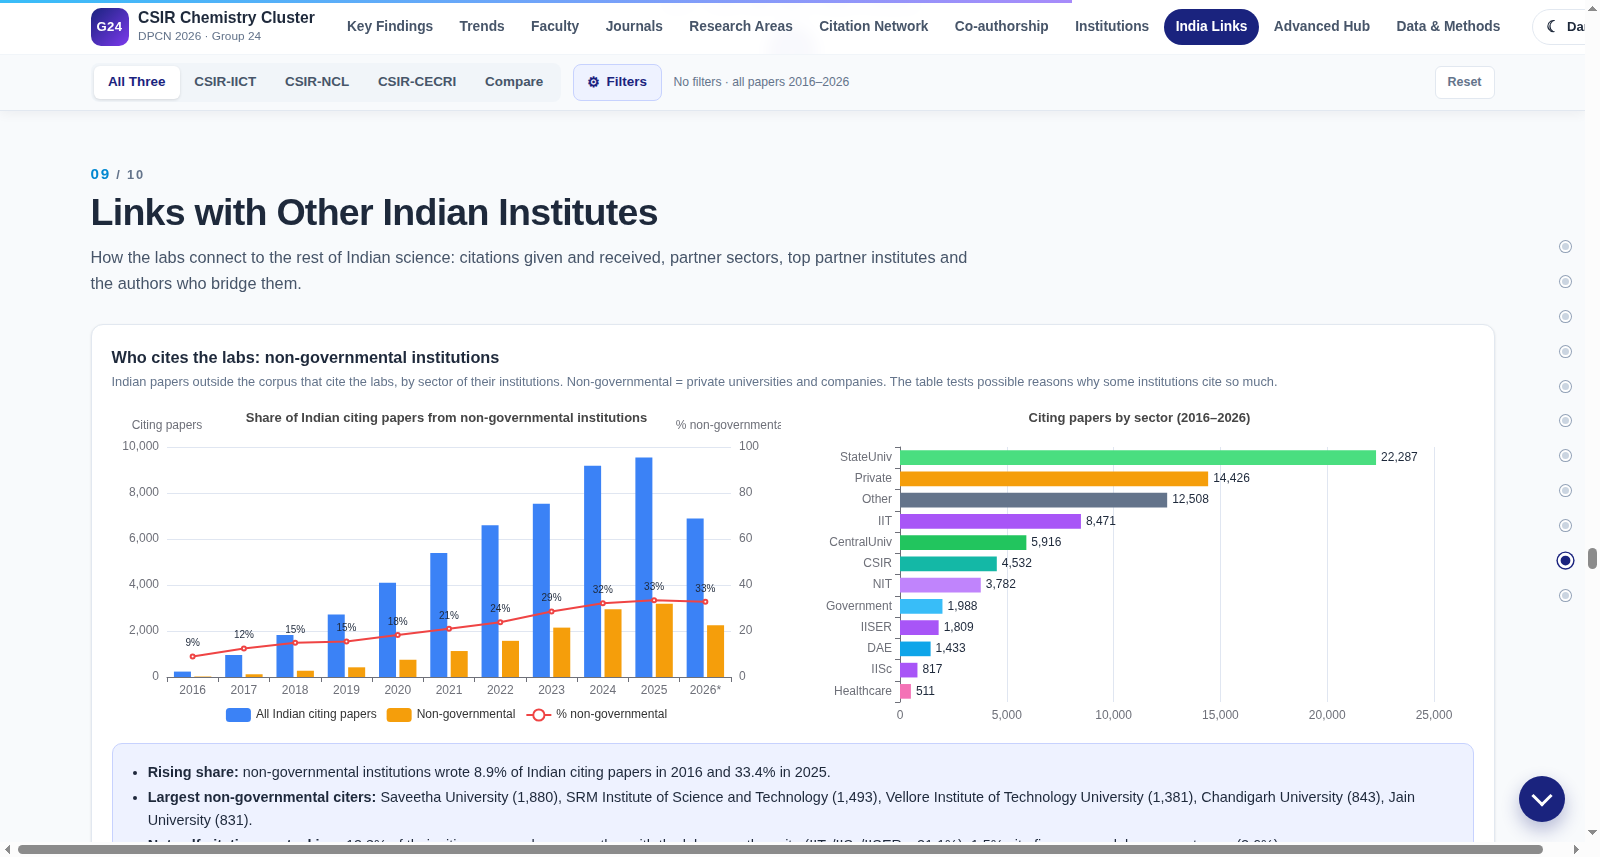 G24
CSIR Chemistry Cluster
DPCN 2026 · Group 24
Key Findings
Trends
Faculty
Journals
Research Areas
Citation Network
Co-authorship
Institutions
India Links
Advanced Hub
Data & Methods
All Three
CSIR-IICT
CSIR-NCL
CSIR-CECRI
Compare
Filters
No filters · all papers 2016–2026
Reset
09 / 10
Links with Other Indian Institutes
How the labs connect to the rest of Indian science: citations given and received, partner sectors, top partner institutes and
the authors who bridge them.
Who cites the labs: non-governmental institutions
Indian papers outside the corpus that cite the labs, by sector of their institutions. Non-governmental = private universities and companies. The table tests possible reasons why some institutions cite so much.
Share of Indian citing papers from non-governmental institutions
Citing papers
10,000
8,000
6,000
4,000
2,000
0
100
80
60
40
20
0
9%
12%
15%
15%
18%
21%
24%
29%
32%
33%
33%
2016
2017
2018
2019
2020
2021
2022
2023
2024
2025
2026*
All Indian citing papers
Non-governmental
% non-governmental
Citing papers by sector (2016–2026)
StateUniv 22,287
Private 14,426
Other 12,508
IIT 8,471
CentralUniv 5,916
CSIR 4,532
NIT 3,782
Government 1,988
IISER 1,809
DAE 1,433
IISc 817
Healthcare 511
0
5,000
10,000
15,000
20,000
25,000
• Rising share: non-governmental institutions wrote 8.9% of Indian citing papers in 2016 and 33.4% in 2025.
• Largest non-governmental citers: Saveetha University (1,880), SRM Institute of Science and Technology (1,493), Vellore Institute of Technology University (1,381), Chandigarh University (843), Jain
University (831).